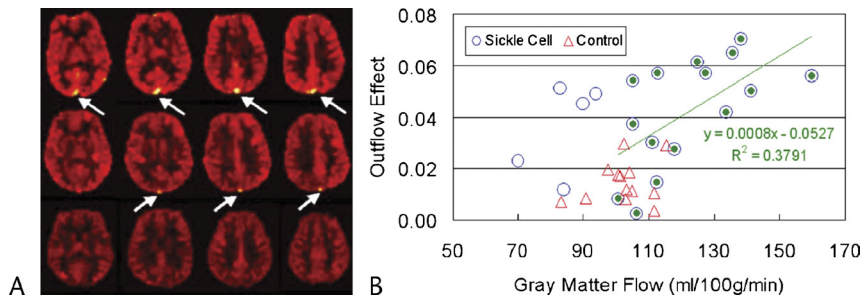 A
B
Outflow Effect
0.08
0.06
0.04
0.02
0.00
Sickle Cell Control
y = 0.0008x - 0.0527
R² = 0.3791
50 70 90 110 130 150 170
Gray Matter Flow (ml/100g/min)